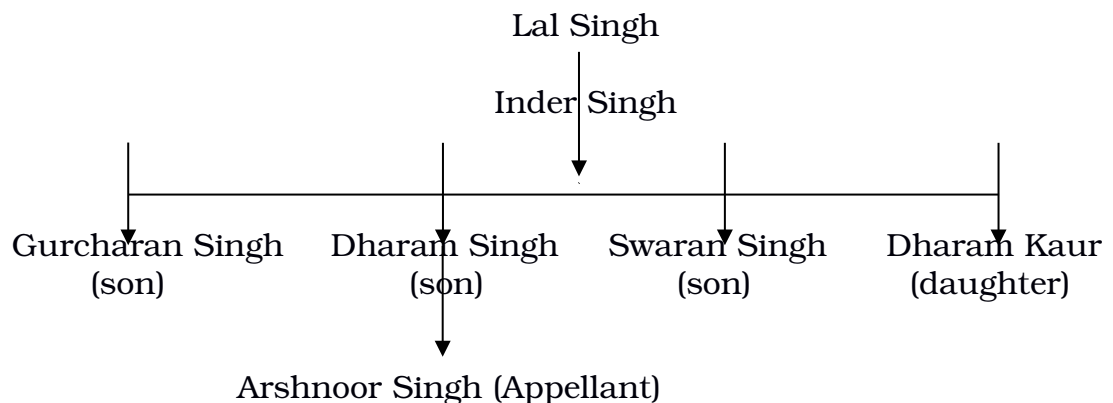 Lal Singh
Inder Singh
Gurcharan Singh Dharam Singh Swaran Singh Dharam Kaur
(son) (son) (son) (daughter)
Arshnoor Singh (Appellant)